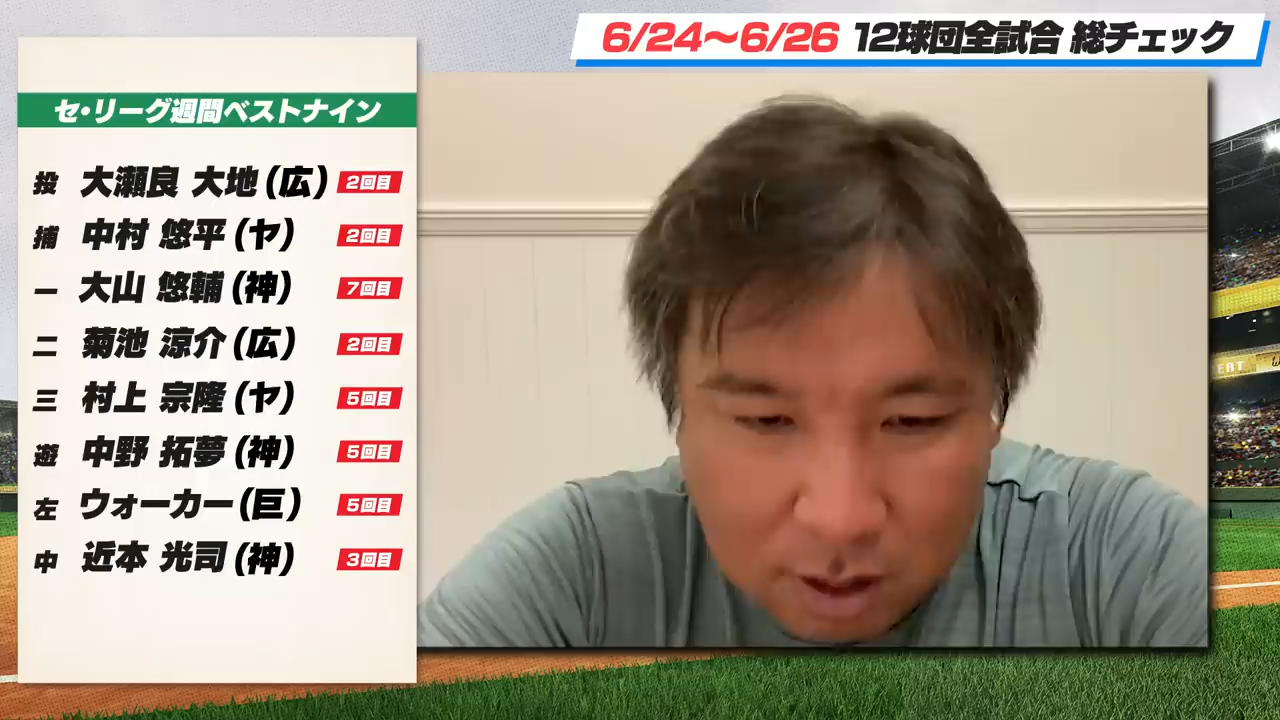 6/24～6/26 12球団全試合 総チェック
セ・リーグ週間ベストナイン
投 大瀬良 大地(広) 2回目
捕 中村 悠平(ヤ) 2回目
一 大山 悠輔(神) 7回目
二 菊池 涼介(広) 2回目
三 村上 宗隆(ヤ) 5回目
遊 中野 拓夢(神) 5回目
左 ウォーカー(巨) 5回目
中 近本 光司(神) 3回目